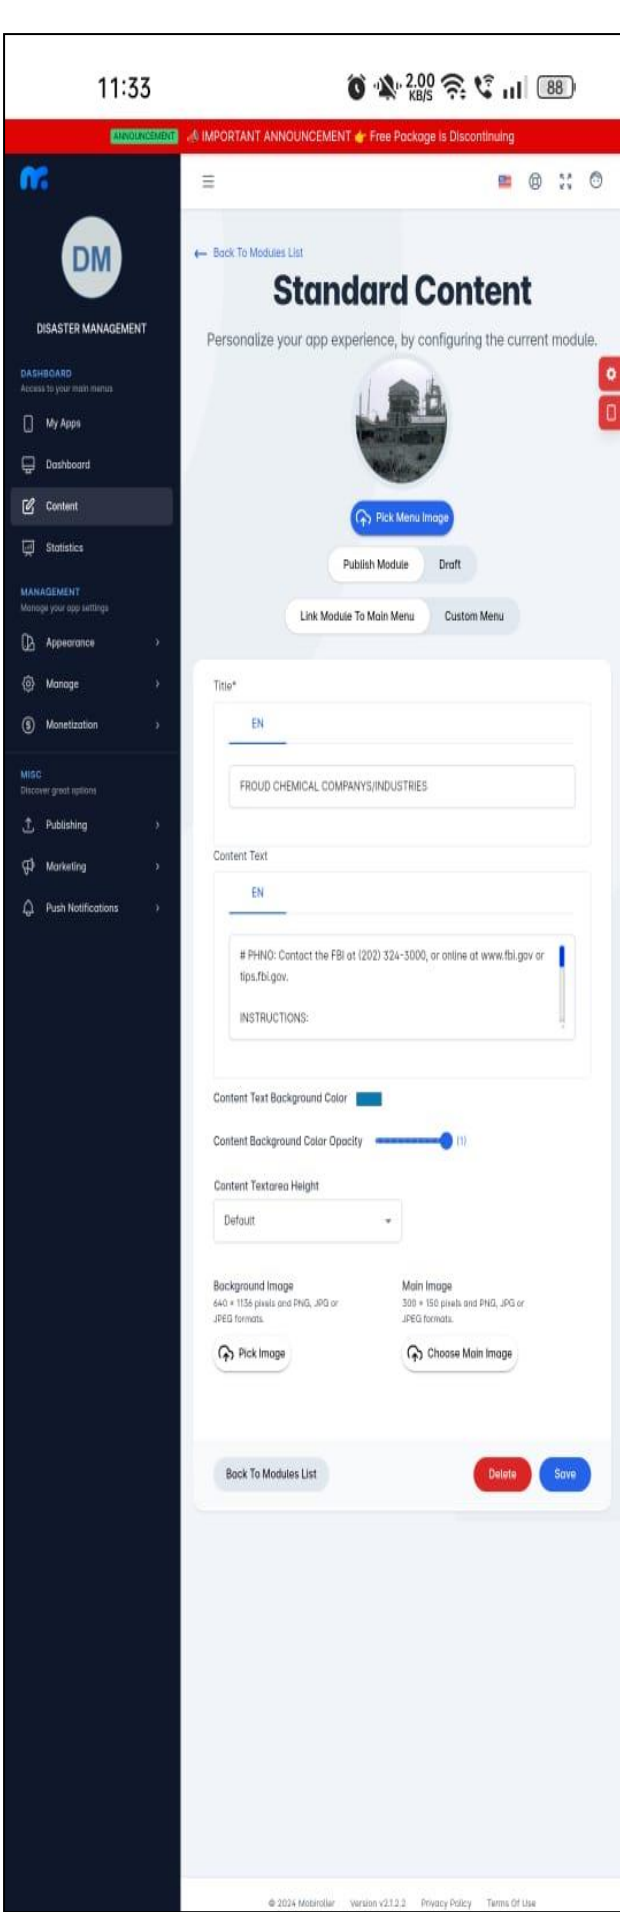 11:33
2.00
KB/S
88
ANNOUNCEMENT
IMPORTANT ANNOUNCEMENT 👉 Free Package Is Discontinuing
m.
DM
DISASTER MANAGEMENT
DASHBOARD
Access to your main menus
My Apps
Dashboard
Content
Statistics
MANAGEMENT
Manage your app settings
Appearance
Manage
Monetization
MISC
Discover great options
Publishing
Marketing
Push Notifications
← Back To Modules List
Standard Content
Personalize your app experience, by configuring the current module.
Pick Menu Image
Publish Module Draft
Link Module To Main Menu Custom Menu
Title*
EN
FROUD CHEMICAL COMPANYS/INDUSTRIES
Content Text
EN
# PHNO: Contact the FBI at (202) 324-3000, or online at www.fbi.gov or
tips.fbi.gov.
INSTRUCTIONS:
Content Text Background Color
Content Background Color Opacity (1)
Content Textarea Height
Default
Background Image
640 * 1136 pixels and PNG, JPG or
JPEG formats.
Pick Image
Main Image
300 * 150 pixels and PNG, JPG or
JPEG formats.
Choose Main Image
Back To Modules List Delete Save
© 2024 Mobiroller Version v2.1.2.2 Privacy Policy Terms Of Use